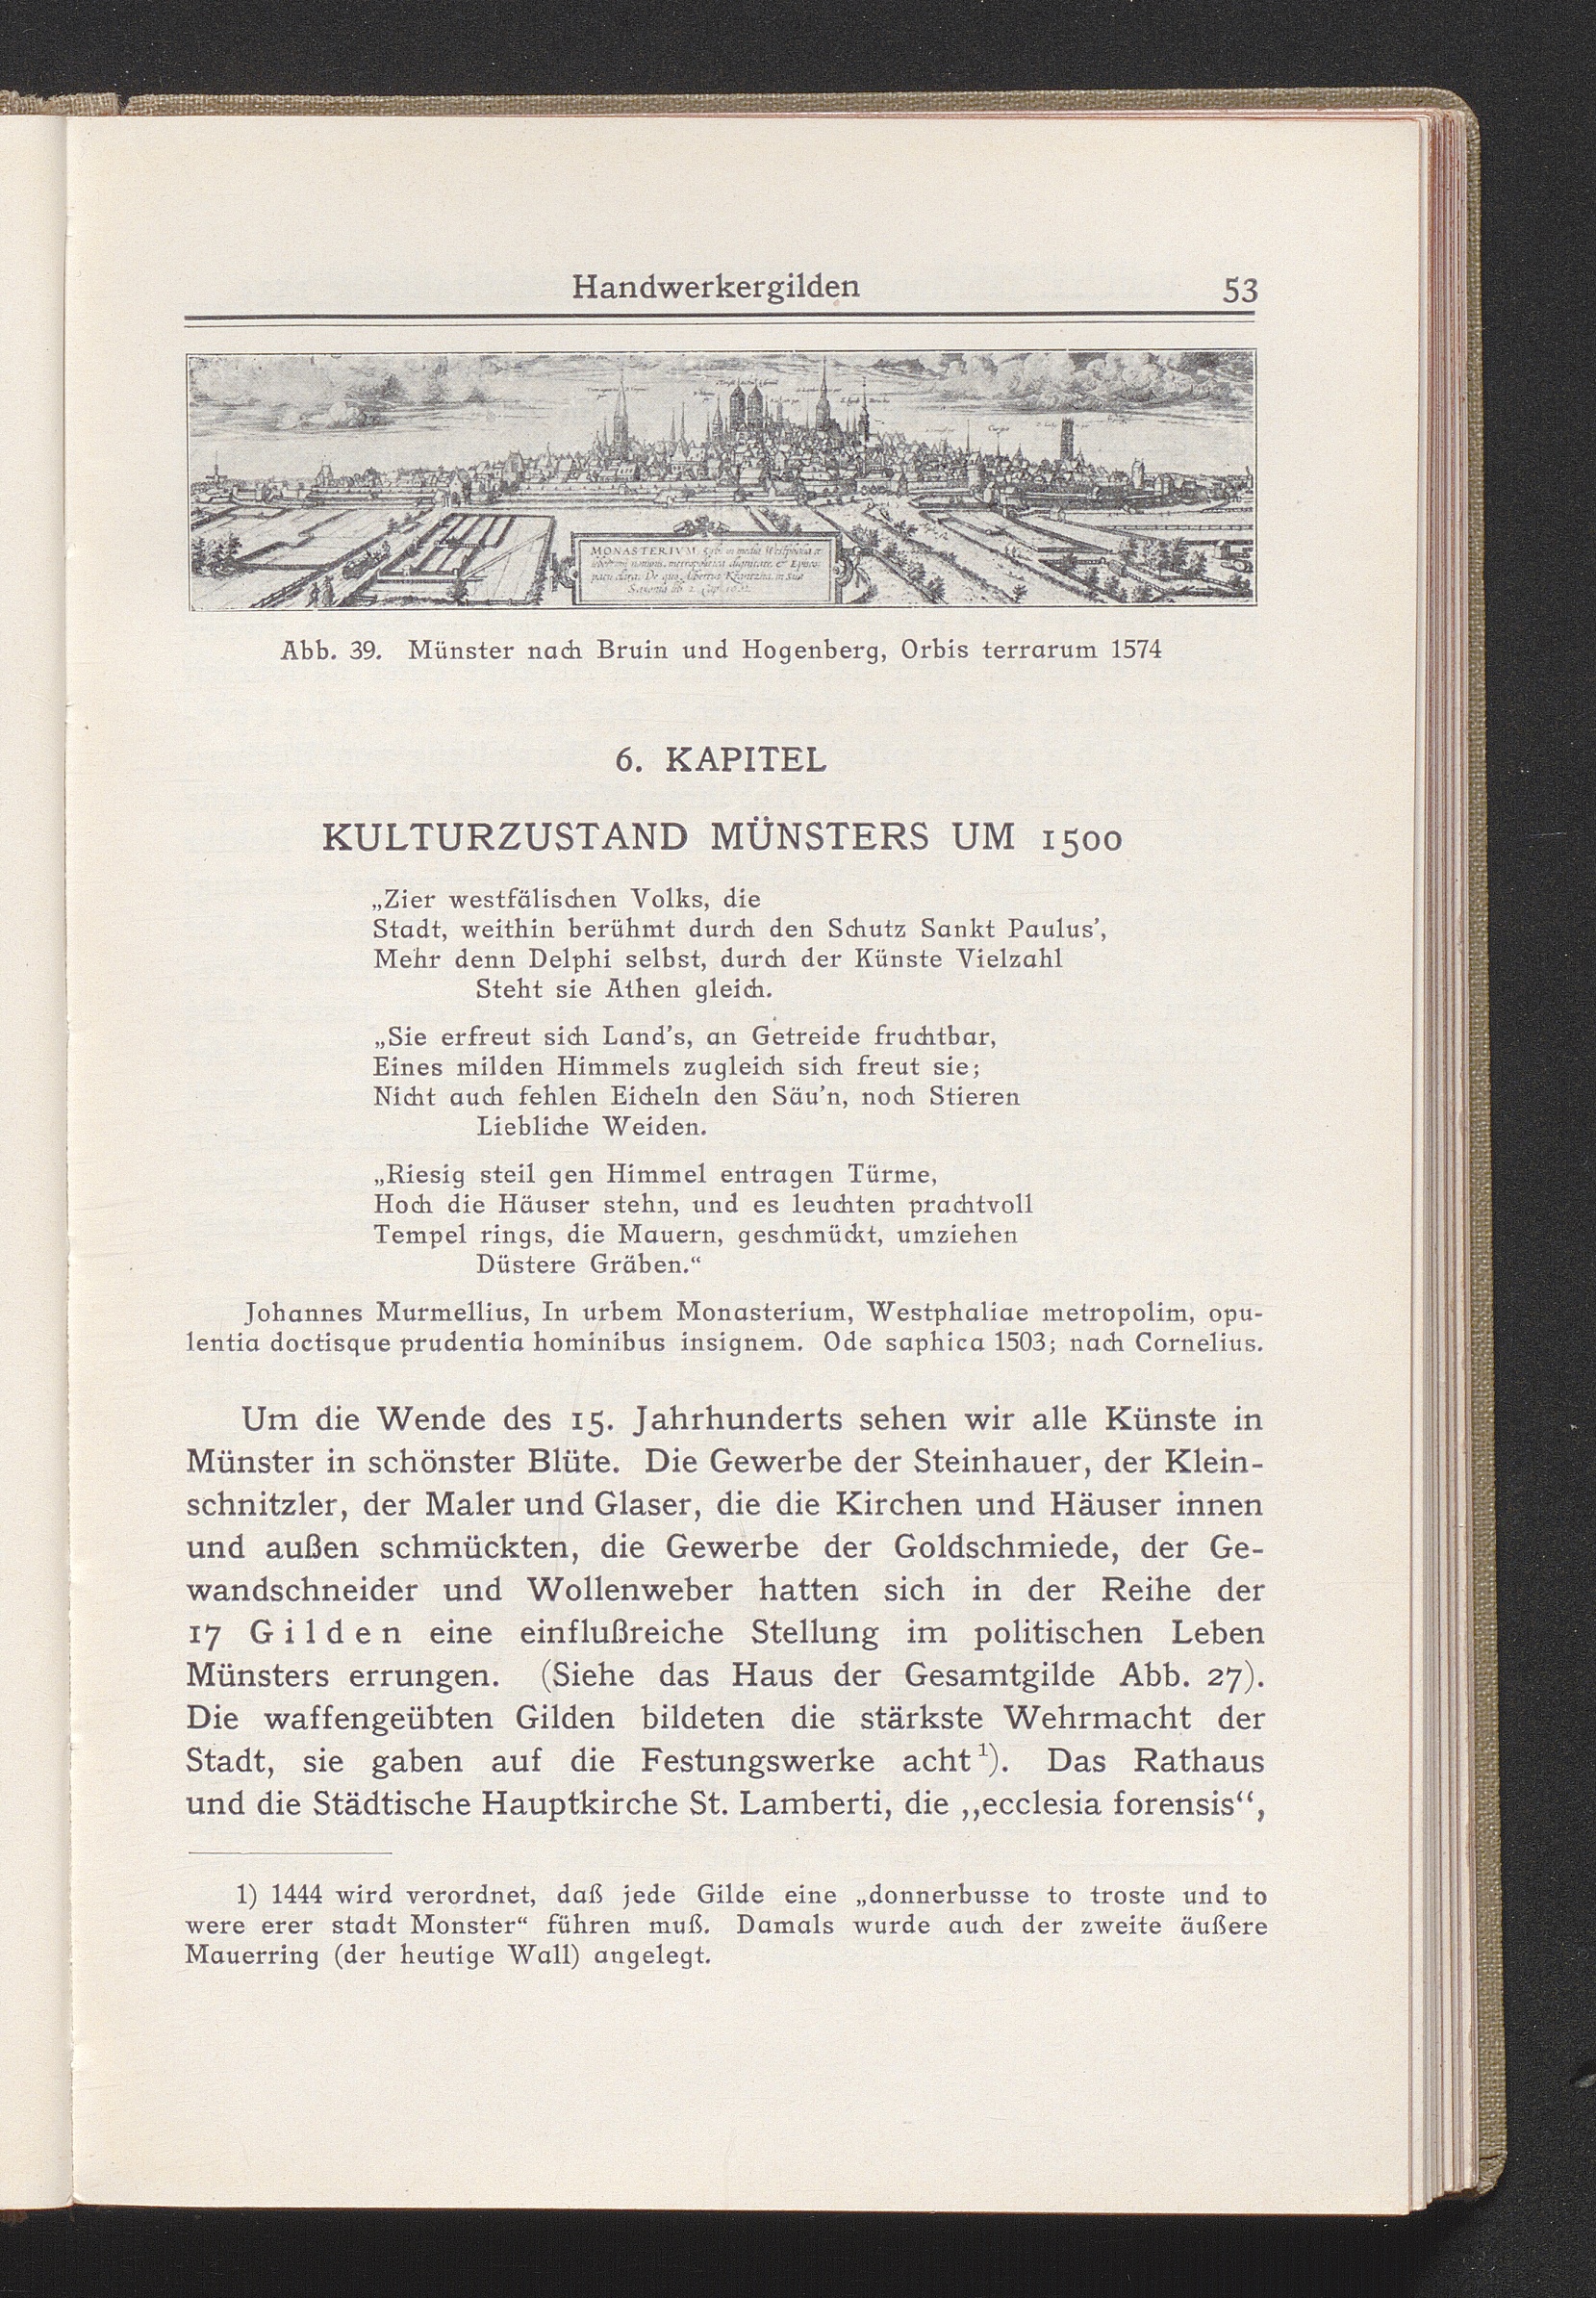 Handwerkergilden 53
MONASTERIVM,
Abb. 39. Münster nach Bruin und Hogenberg, Orbis terrarum 1574
6. KAPITEL
KULTURZUSTAND MÜNSTERS UM 1500
„Zier westfälischen Volks, die
Stadt, weithin berühmt durch den Schutz Sankt Paulus’,
Mehr denn Delphi selbst, durch der Künste Vielzahl
Steht sie Athen gleich.
„Sie erfreut sich Land’s, an Getreide fruchtbar,
Eines milden Himmels zugleich sich freut sie;
Nicht auch fehlen Eicheln den Säu’n, noch Stieren
Liebliche Weiden.
„Riesig steil gen Himmel entragen Türme,
Hoch die Häuser stehn, und es leuchten prachtvoll
Tempel rings, die Mauern, geschmückt, umziehen
Düstere Gräben.“
Johannes Murmellius, In urbem Monasterium, Westphaliae metropolim, opu-
lentia doctisque prudentia hominibus insignem. Ode saphica 1503; nach Cornelius.
Um die Wende des 15. Jahrhunderts sehen wir alle Künste in
Münster in schönster Blüte. Die Gewerbe der Steinhauer, der Klein-
schnitzler, der Maler und Glaser, die die Kirchen und Häuser innen
und außen schmückten, die Gewerbe der Goldschmiede, der Ge-
wandschneider und Wollenweber hatten sich in der Reihe der
17 Gilden eine einflußreiche Stellung im politischen Leben
Münsters errungen. (Siehe das Haus der Gesamtgilde Abb. 27).
Die waffengeübten Gilden bildeten die stärkste Wehrmacht der
Stadt, sie gaben auf die Festungswerke acht¹). Das Rathaus
und die Städtische Hauptkirche St. Lamberti, die ,,ecclesia forensis“,
1) 1444 wird verordnet, daß jede Gilde eine „donnerbusse to troste und to
were erer stadt Monster“ führen muß. Damals wurde auch der zweite äußere
Mauerring (der heutige Wall) angelegt.